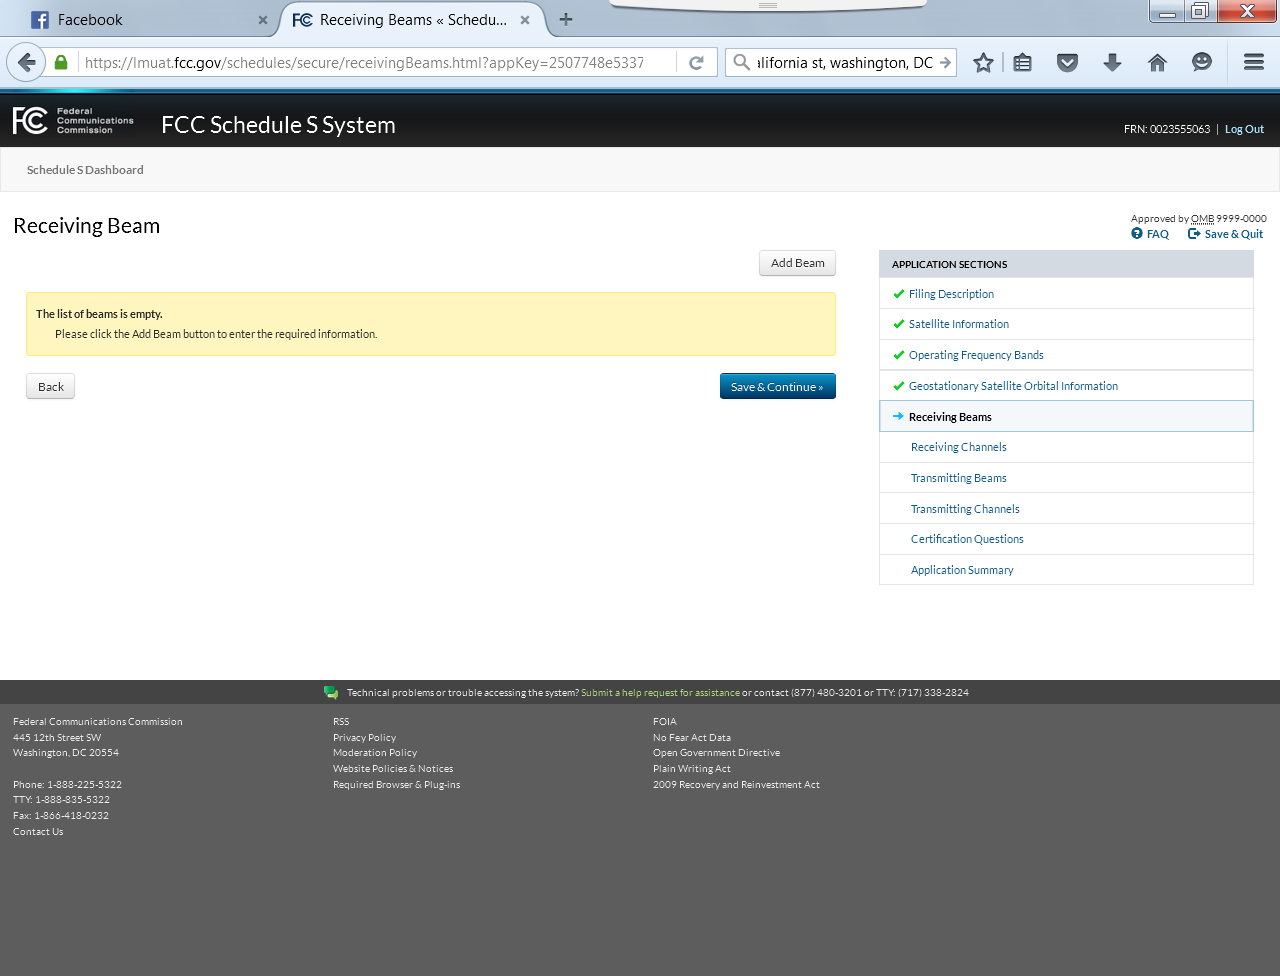 Facebook
Receiving Beams « Schedu...
https://lmuat.fcc.gov/schedules/secure/receivingBeams.html?appKey=2507748e5337
alifornia st, washington, DC
FCC
Federal
Communications
Commission
FCC Schedule S System
FRN: 0023555063 | Log Out
Schedule S Dashboard
Receiving Beam
Approved by OMB 9999-0000
FAQ
Save & Quit
Add Beam
The list of beams is empty.
Please click the Add Beam button to enter the required information.
Back
Save & Continue »
APPLICATION SECTIONS
Filing Description
Satellite Information
Operating Frequency Bands
Geostationary Satellite Orbital Information
Receiving Beams
Receiving Channels
Transmitting Beams
Transmitting Channels
Certification Questions
Application Summary
Technical problems or trouble accessing the system? Submit a help request for assistance or contact (877) 480-3201 or TTY: (717) 338-2824
Federal Communications Commission
445 12th Street SW
Washington, DC 20554
Phone: 1-888-225-5322
TTY: 1-888-835-5322
Fax: 1-866-418-0232
Contact Us
RSS
Privacy Policy
Moderation Policy
Website Policies & Notices
Required Browser & Plug-ins
FOIA
No Fear Act Data
Open Government Directive
Plain Writing Act
2009 Recovery and Reinvestment Act